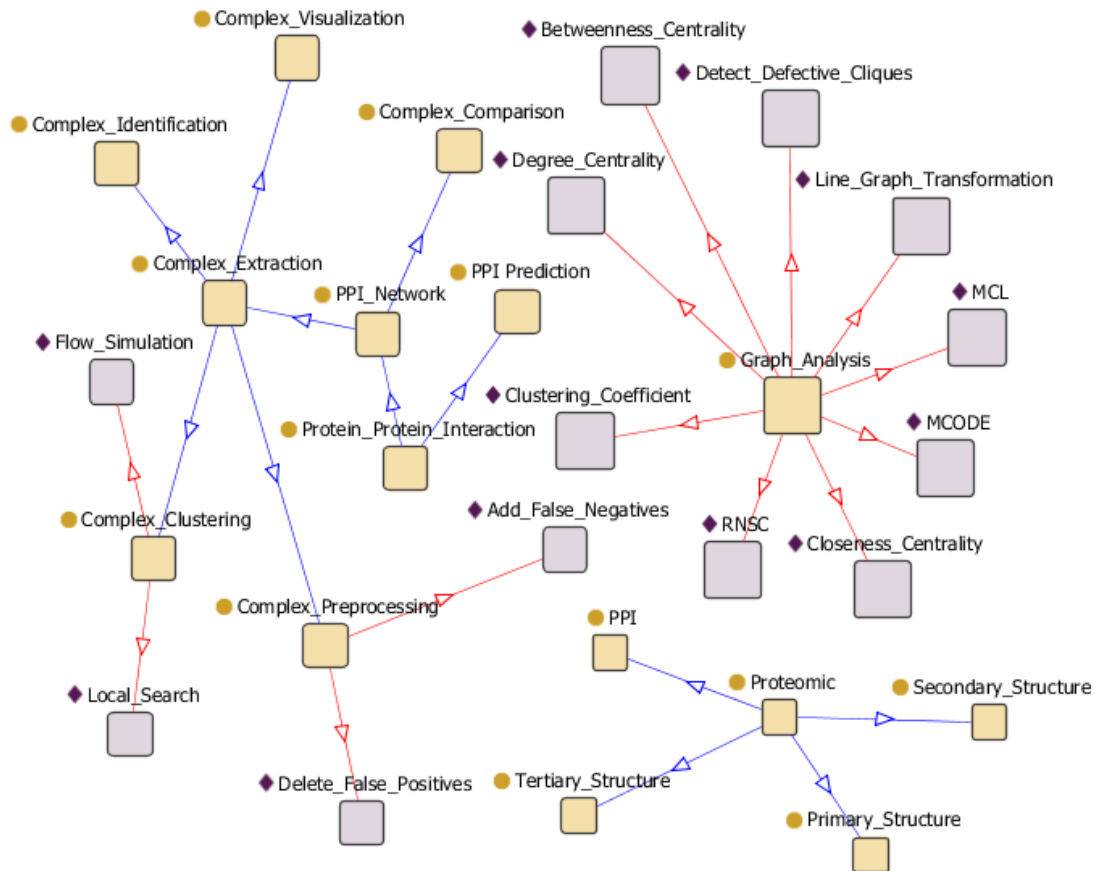 Complex_Visualization
Betweenness_Centrality
Detect_Defective_Cliques
Complex_Identification
Complex_Comparison
Degree_Centrality
Line_Graph_Transformation
Complex_Extraction
PPI_Network
PPI Prediction
MCL
Flow_Simulation
Graph_Analysis
Clustering_Coefficient
MCODE
Protein_Protein_Interaction
Add_False_Negatives
Complex_Clustering
RNSC
Closeness_Centrality
Complex_Preprocessing
PPI
Proteomic
Secondary_Structure
Local_Search
Tertiary_Structure
Delete_False_Positives
Primary_Structure